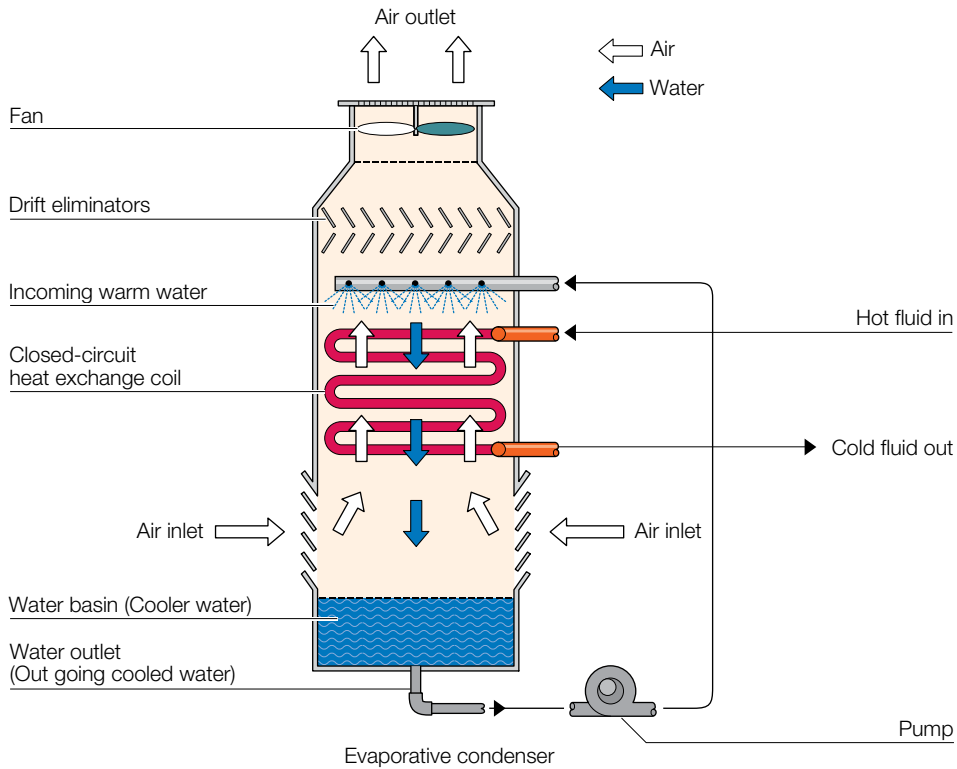 Air outlet
Air
Water
Fan
Drift eliminators
Incoming warm water
Hot fluid in
Closed-circuit
heat exchange coil
Cold fluid out
Air inlet
Air inlet
Water basin (Cooler water)
Water outlet
(Out going cooled water)
Pump
Evaporative condenser